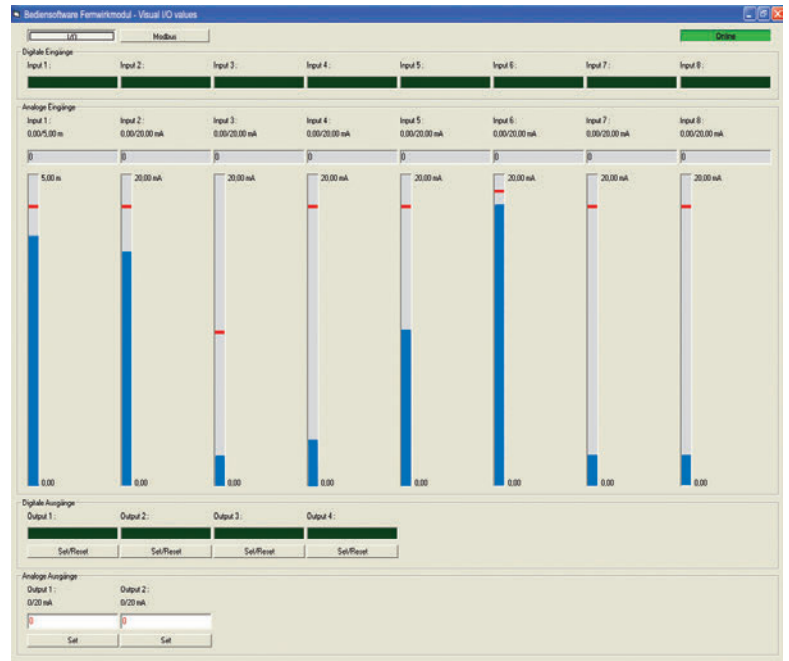 Bediensoftware Fernwirkmodul - Visual I/O values
I/O Modbus Online
Digitale Eingänge
Input 1 : Input 2 : Input 3 : Input 4 : Input 5 : Input 6 : Input 7 : Input 8 :
Analoge Eingänge
Input 1 : Input 2 : Input 3 : Input 4 : Input 5 : Input 6 : Input 7 : Input 8 :
0,00/5,00 m 0,00/20,00 mA 0,00/20,00 mA 0,00/20,00 mA 0,00/20,00 mA 0,00/20,00 mA 0,00/20,00 mA 0,00/20,00 mA
0 0 0 0 0 0 0 0
5,00 m 20,00 mA 20,00 mA 20,00 mA 20,00 mA 20,00 mA 20,00 mA 20,00 mA
0,00 0,00 0,00 0,00 0,00 0,00 0,00 0,00
Digitale Ausgänge
Output 1 : Output 2 : Output 3 : Output 4 :
Set/Reset Set/Reset Set/Reset Set/Reset
Analoge Ausgänge
Output 1 : Output 2 :
0/20 mA 0/20 mA
0 0
Set Set